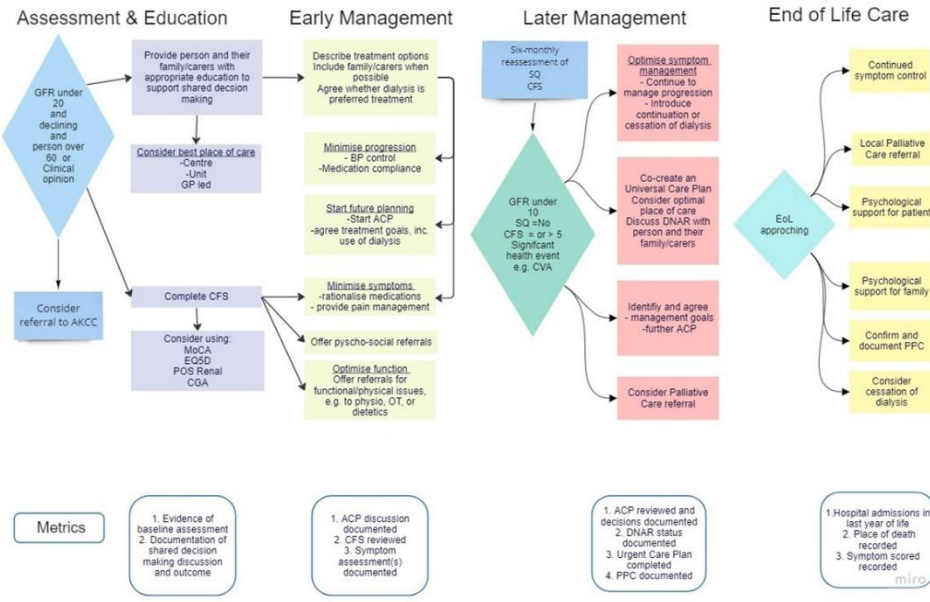 Assessment & Education
Early Management
Later Management
End of Life Care
GFR under
20
and
declining
and
person over
60 or
Clinical
opinion
Consider
referral to AKCC
Provide person and their
family/carers with
appropriate education to
support shared decsion
making
Consider best place of care
-Centre
-Unit
GP led
Complete CFS
Consider using:
MoCA
EQ5D
POS Renal
CGA
Describe treatment options
Include family/carers when
possible
Agree whether dialysis is
preferred treatment
Minimise progression
- BP control
-Medication compliance
Start future planning
- Start ACP
-agree treatment goals, inc.
use of dialysis
Minimise symptoms
-rationalise medications
- provide pain management
Offer pyscho-social referrals
Optimise function
Offer referrals for
functional/physical issues,
e.g. to physio, OT, or
dietetics
Six-monthly
reassessment of
SQ
CFS
GFR under
10
SQ =No
CFS = or > 5
Signifcant
health event
e.g. CVA
Optimise symptom
management
- Continue to
manage progression
- Introduce
continuation or
cessation of dialysis
Co-create an
Universal Care Plan
Consider optimal
place of care
Discuss DNAR with
person and their
family/carers
Identifiy and agree
- management goals
-further ACP
Consider Palliative
Care referral
EoL
approching
Continued
symptom control
Local Palliative
Care referral
Psychological
support for patient
Psychological
support for family
Confirm and
document PPC
Consider
cessation of
dialysis
Metrics
1. Evidence of
baseline assessment
2. Documentation of
shared decision
making discussion
and outcome
1. ACP discussion
documented
2. CFS reviewed
3. Symptom
assessment(s)
documented
1. ACP reviewed and
decisions documented
2. DNAR status
documented
3. Urgent Care Plan
completed
4. PPC documented
1.Hospital admissions in
last year of life
2. Place of death
recorded
3. Symptom scored
recorded
miro